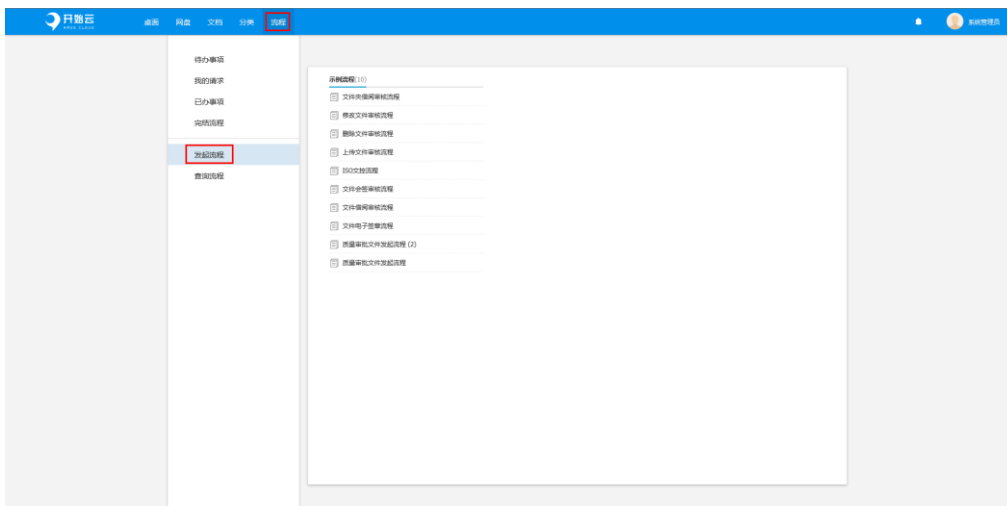 开始云
桌面 网盘 文档 分类 流程
系统管理员
待办事项
我的请求
已办事项
完结流程
发起流程
查询流程
示例流程(10)
文件夹借阅审核流程
修改文件审核流程
删除文件审核流程
上传文件审核流程
ISO文控流程
文件会签审核流程
文件借阅审核流程
文件电子签章流程
质量审批文件发起流程 (2)
质量审批文件发起流程